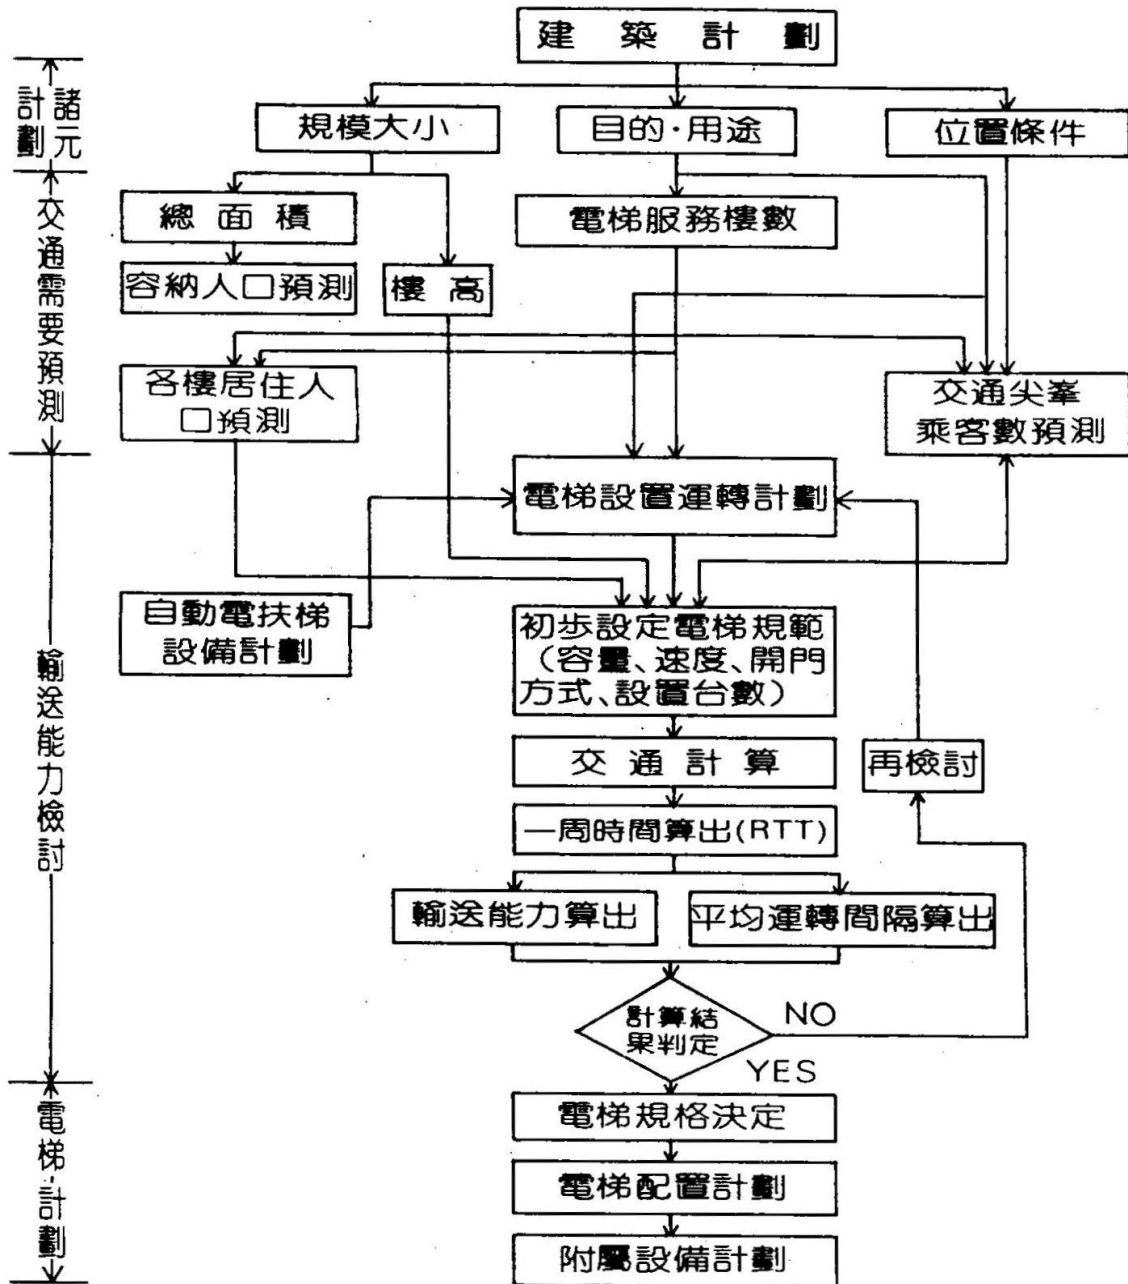 建築計劃
諸元
計劃
規模大小
目的·用途
位置條件
交通需要預測
總面積
電梯服務樓數
容納人口預測
樓高
各樓居住人
口預測
交通尖峯
乘客數預測
輸送能力檢討
電梯設置運轉計劃
自動電扶梯
設備計劃
初步設定電梯規範
(容量、速度、開門
方式、設置台數)
交通計算
再檢討
一周時間算出(RTT)
輸送能力算出
平均運轉間隔算出
計算結
果判定
NO
YES
電梯計劃
電梯規格決定
電梯配置計劃
附屬設備計劃